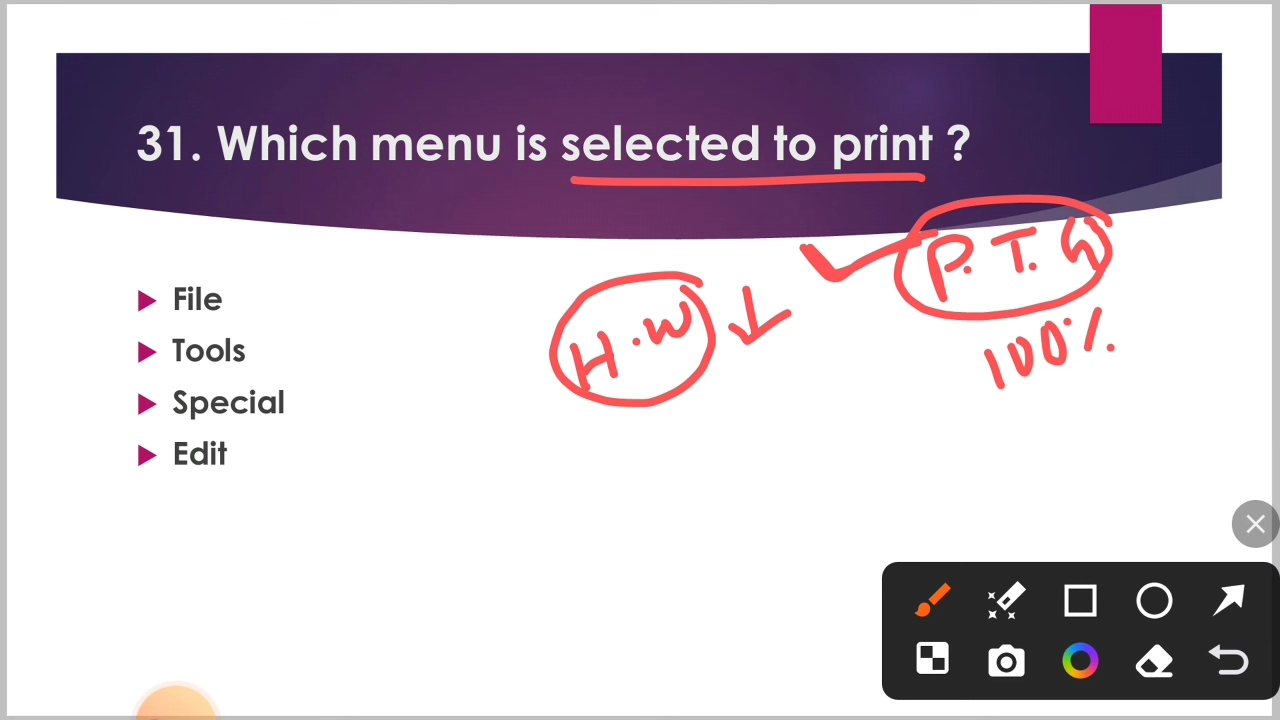 31. Which menu is selected to print ?
File
Tools
Special
Edit
H.W
P.T.
100%